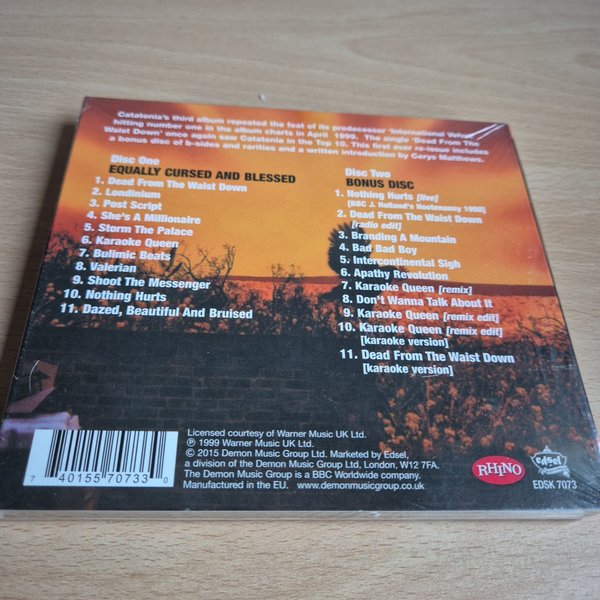 Catatonia's third album repeated the feat of its predecessor 'International Velvet'
hitting number one in the album charts in April 1999. The single 'Dead From The
Waist Down' once again saw Catatonia in the Top 10. This first ever re-issue includes
a bonus disc of b-sides and rarities and a written introduction by Cerys Matthews.
Disc One
EQUALLY CURSED AND BLESSED
1. Dead From The Waist Down
2. Londinium
3. Post Script
4. She's A Millionaire
5. Storm The Palace
6. Karaoke Queen
7. Bulimic Beats
8. Valerian
9. Shoot The Messenger
10. Nothing Hurts
11. Dazed, Beautiful And Bruised
Disc Two
BONUS DISC
1. Nothing Hurts [live]
[BBC J. Holland's Hootenanny 1998]
2. Dead From The Waist Down
[radio edit]
3. Branding A Mountain
4. Bad Bad Boy
5. Intercontinental Sigh
6. Apathy Revolution
7. Karaoke Queen [remix]
8. Don't Wanna Talk About It
9. Karaoke Queen [remix edit]
10. Karaoke Queen [remix edit]
[karaoke version]
11. Dead From The Waist Down
[karaoke version]
7 40155 70733 0
Licensed courtesy of Warner Music UK Ltd.
℗ 1999 Warner Music UK Ltd.
© 2015 Demon Music Group Ltd. Marketed by Edsel,
a division of the Demon Music Group Ltd, London, W12 7FA.
The Demon Music Group is a BBC Worldwide company.
Manufactured in the EU. www.demonmusicgroup.co.uk
RHINO
edsel
EDSK 7073